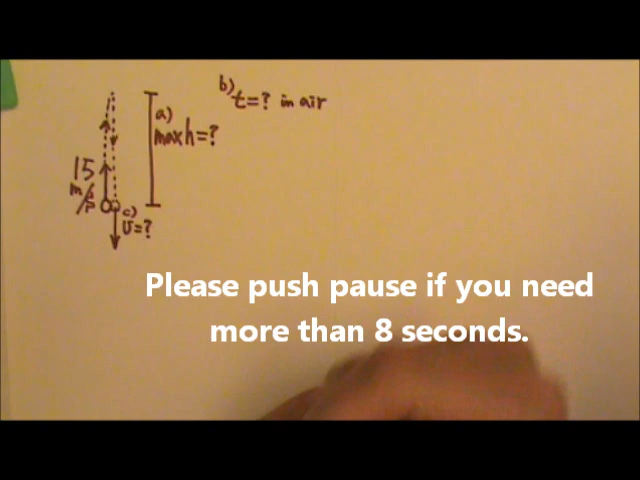 b)
t=? in air
a)
max h=?
15
m/s
c)
v=?
Please push pause if you need
more than 8 seconds.